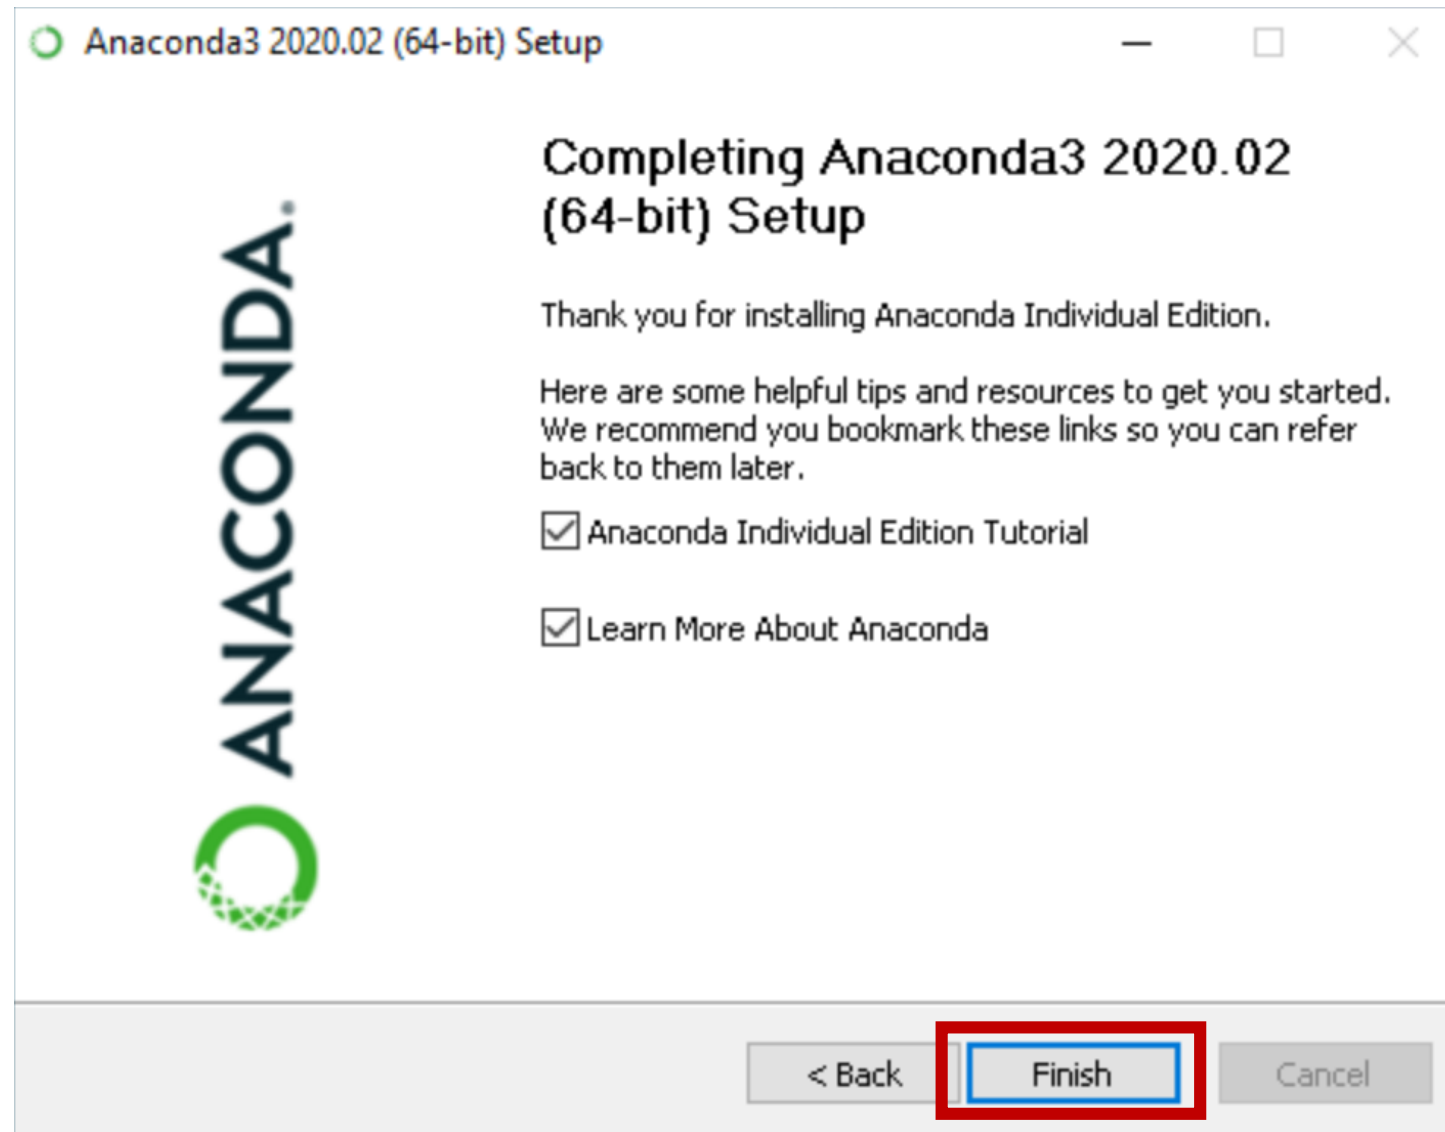 Anaconda3 2020.02 (64-bit) Setup
ANACONDA.
Completing Anaconda3 2020.02
(64-bit) Setup
Thank you for installing Anaconda Individual Edition.
Here are some helpful tips and resources to get you started.
We recommend you bookmark these links so you can refer
back to them later.
Anaconda Individual Edition Tutorial
Learn More About Anaconda
< Back
Finish
Cancel